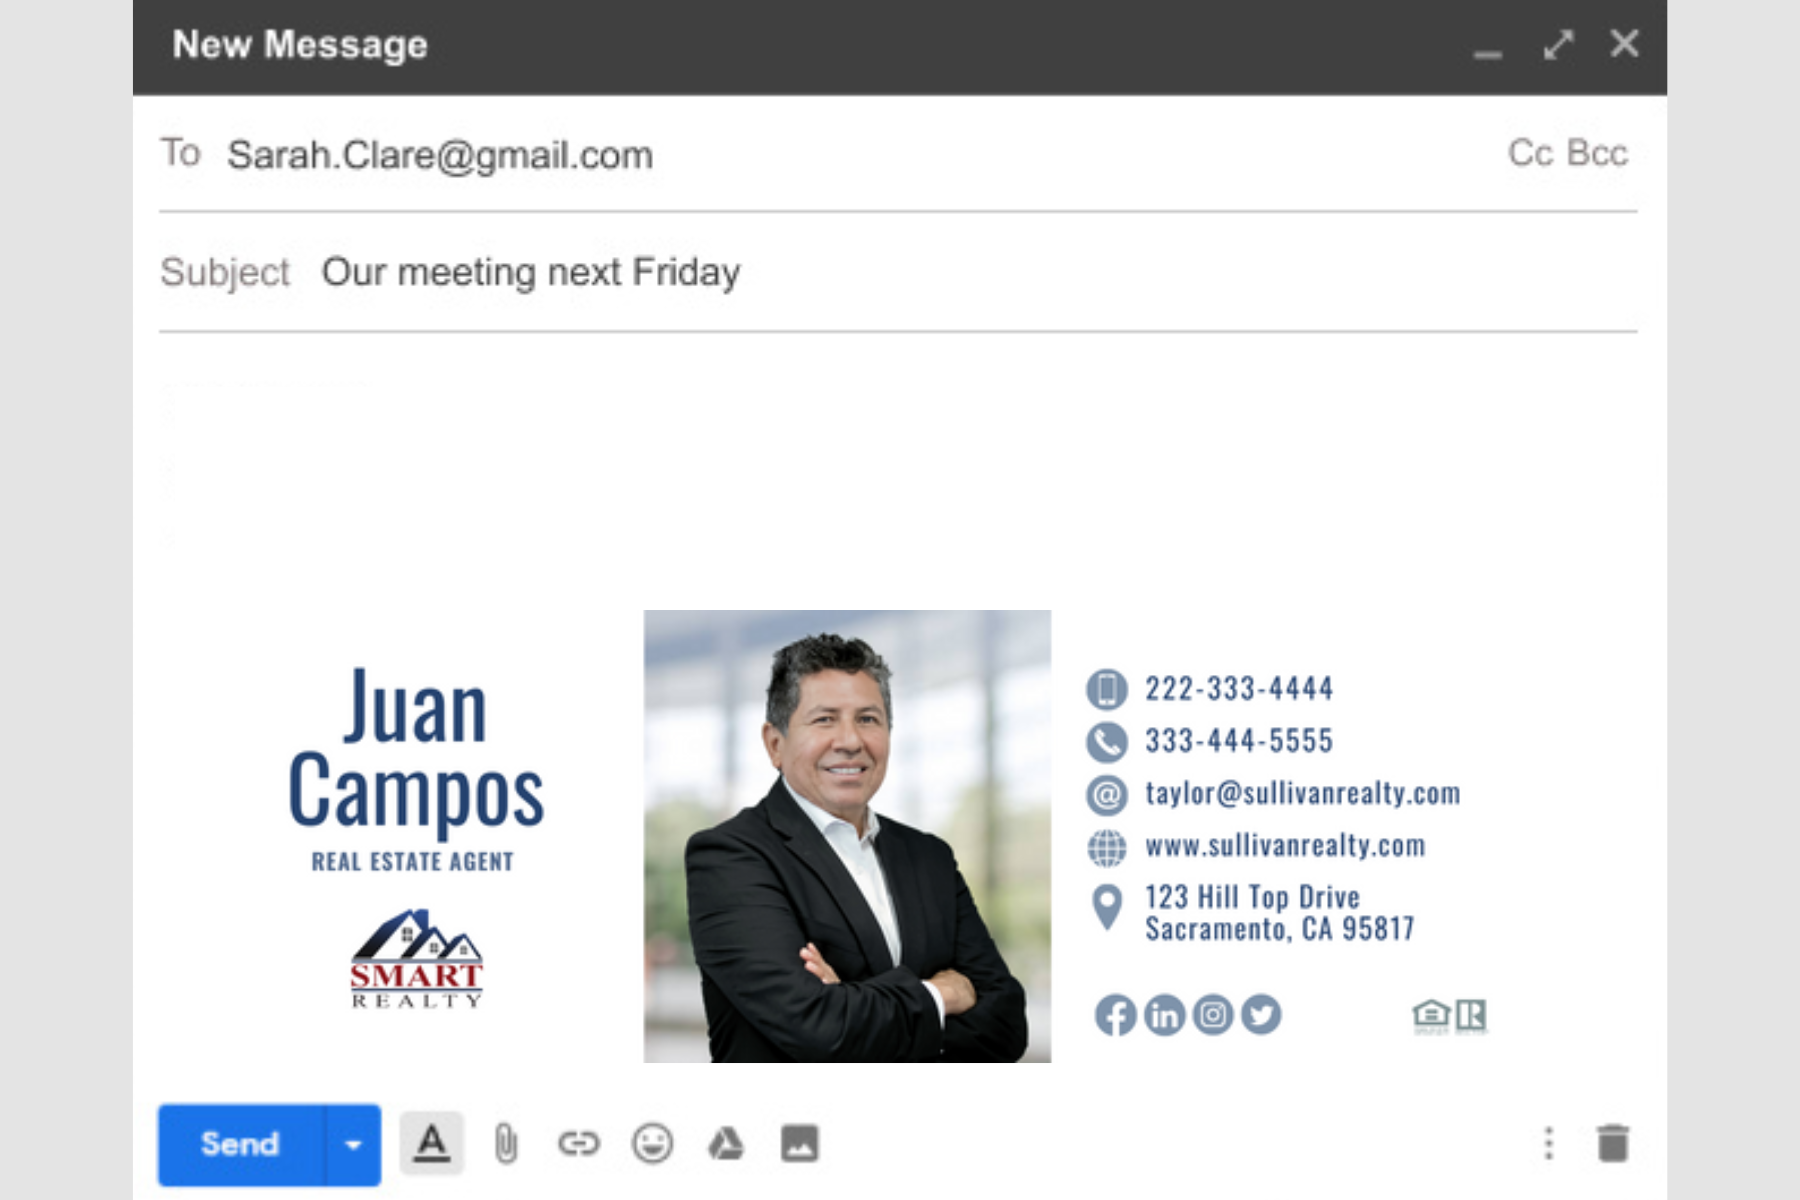 New Message
To Sarah.Clare@gmail.com Cc Bcc
Subject Our meeting next Friday
Juan
Campos
REAL ESTATE AGENT
SMART
REALTY
222-333-4444
333-444-5555
taylor@sullivanrealty.com
www.sullivanrealty.com
123 Hill Top Drive
Sacramento, CA 95817
Send